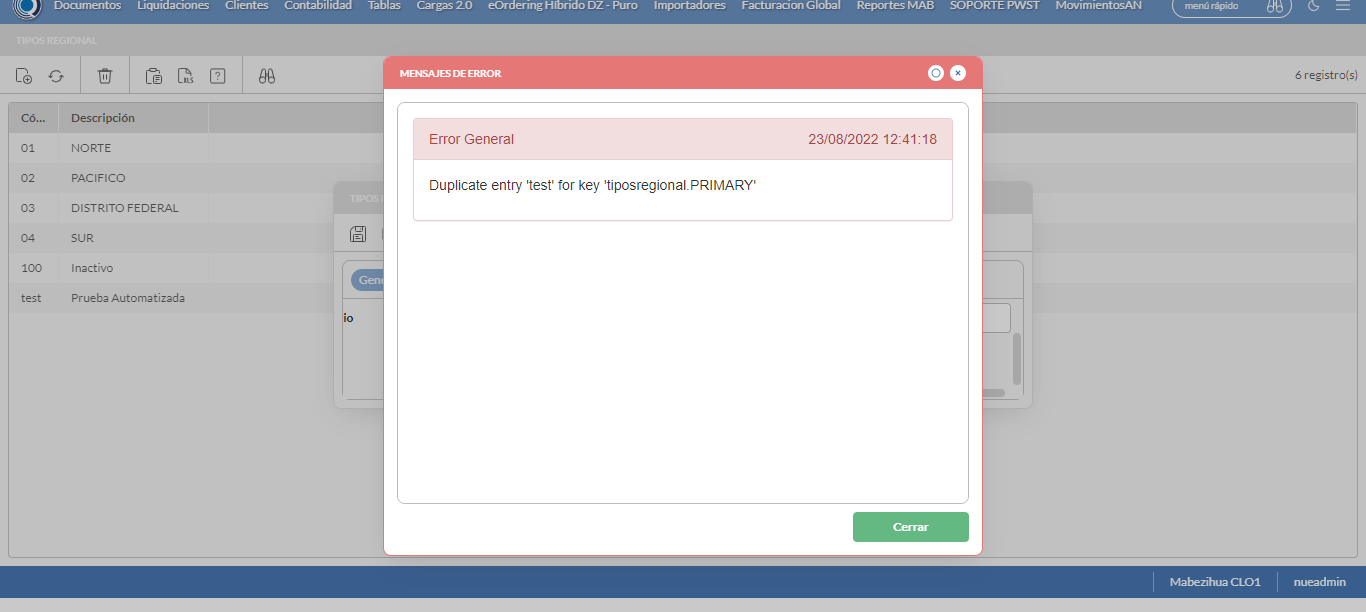 Documentos Liquidaciones Clientes Contabilidad Tablas Cargas 2.0 eOrdering Híbrido DZ - Puro Importadores Facturacion Global Reportes MAB SOPORTE PWST MovimientosAN menú rápido
TIPOS REGIONAL
XLS ? 6 registro(s)
MENSAJES DE ERROR
Có... Descripción
Error General 23/08/2022 12:41:18
01 NORTE
02 PACIFICO
Duplicate entry 'test' for key 'tiposregional.PRIMARY'
TIPOS
03 DISTRITO FEDERAL
04 SUR
100 Inactivo
Gene
test Prueba Automatizada
io
Cerrar
Mabezihua CLO1 nueadmin